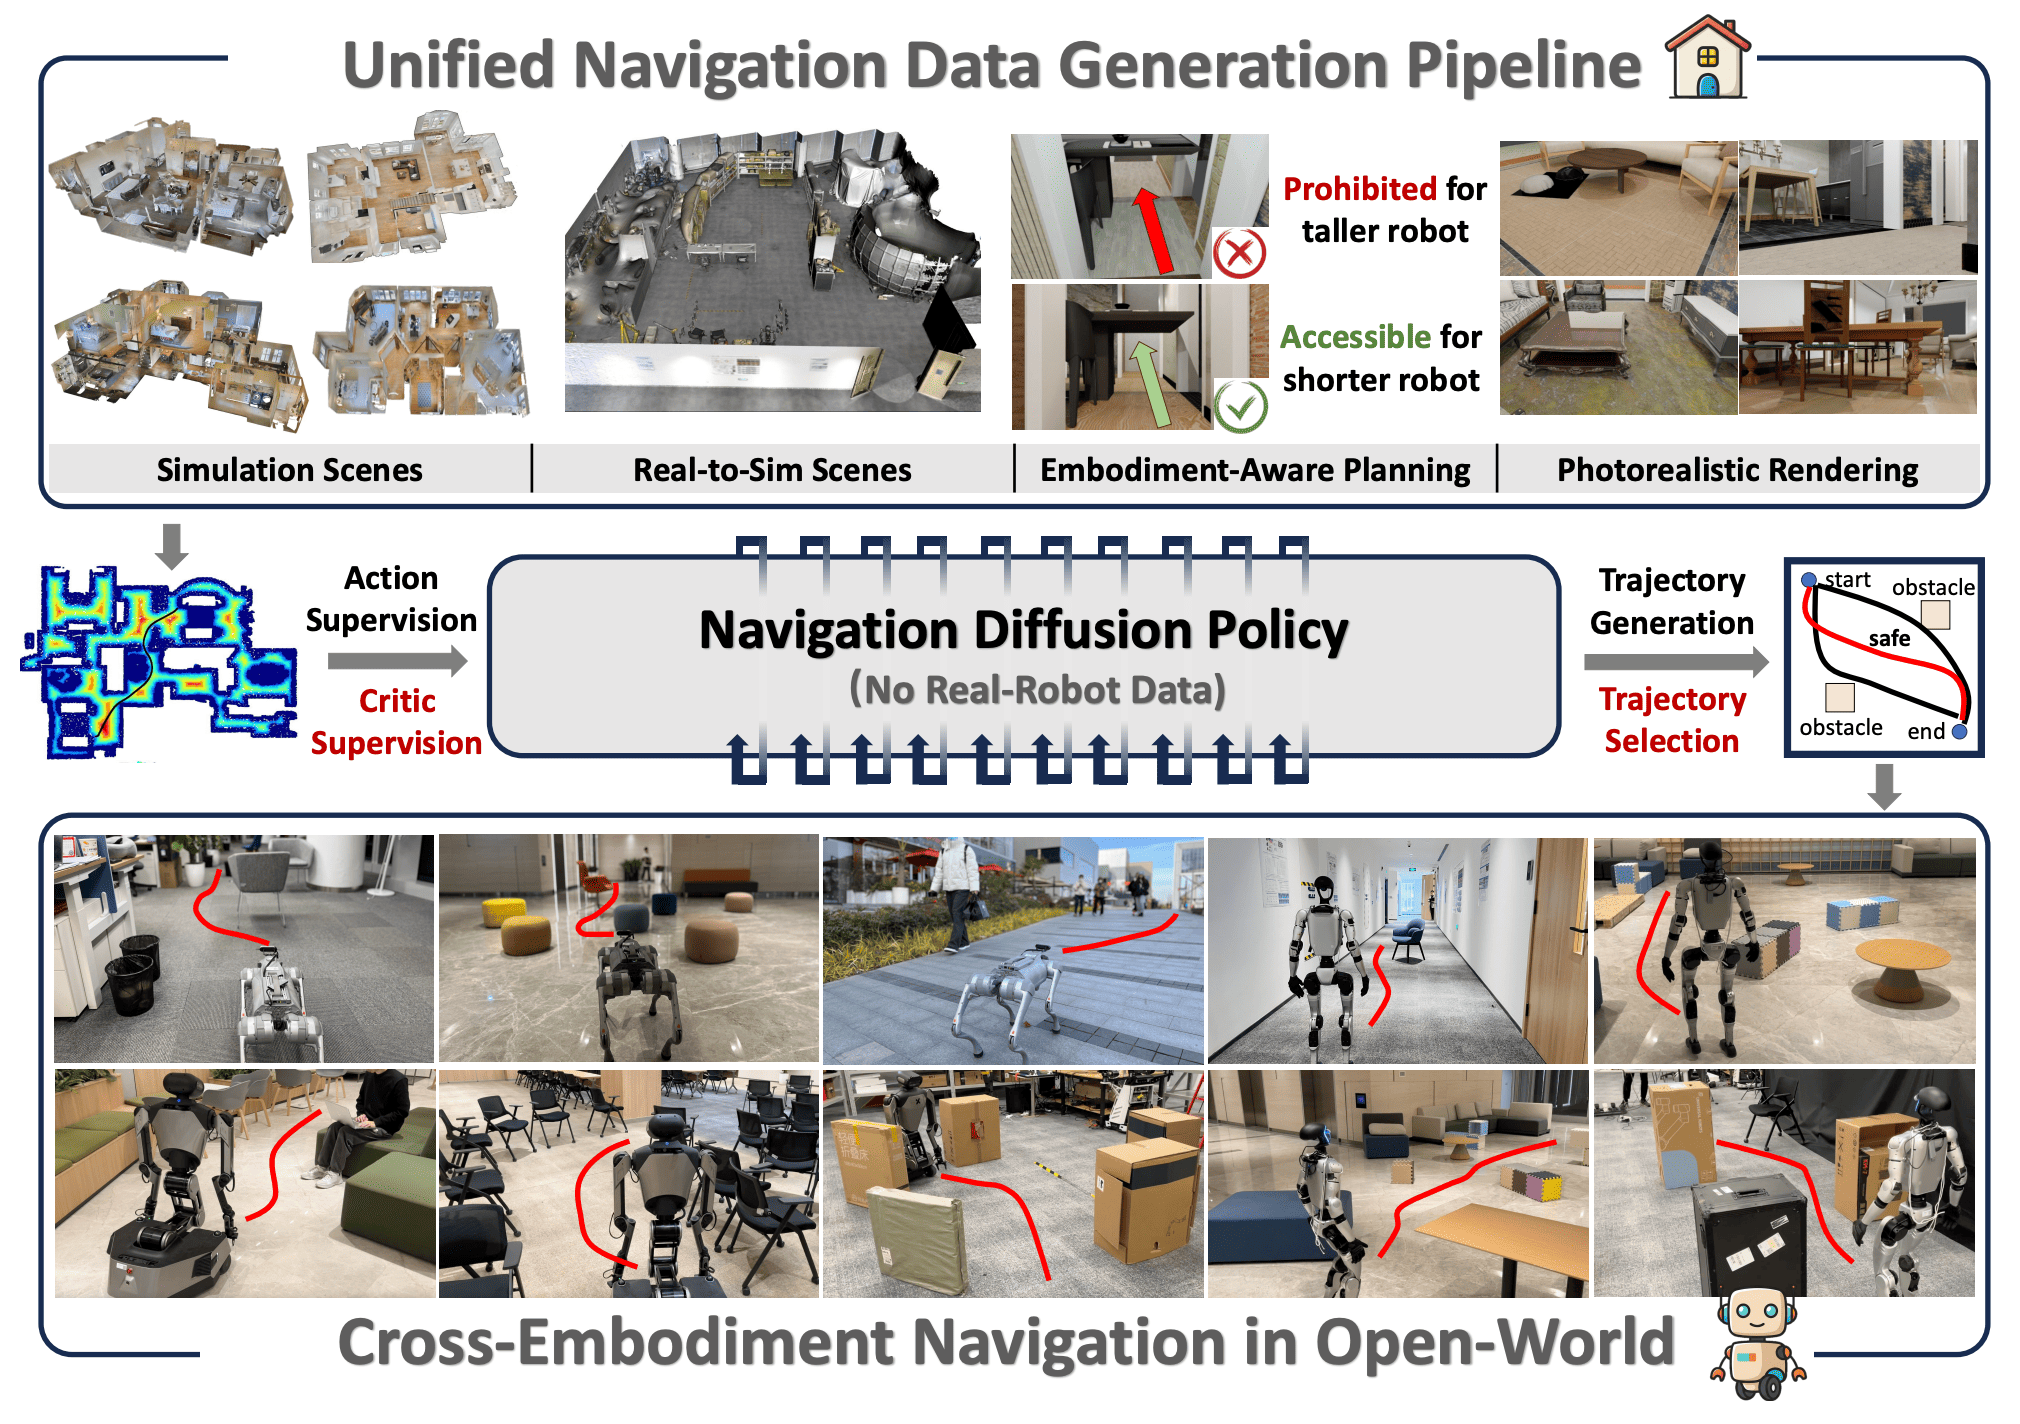 Unified Navigation Data Generation Pipeline
Prohibited for
taller robot
Accessible for
shorter robot
Simulation Scenes
Real-to-Sim Scenes
Embodiment-Aware Planning
Photorealistic Rendering
Action
Supervision
Critic
Supervision
Navigation Diffusion Policy
(No Real-Robot Data)
Trajectory
Generation
Trajectory
Selection
start
obstacle
safe
obstacle
end
Cross-Embodiment Navigation in Open-World